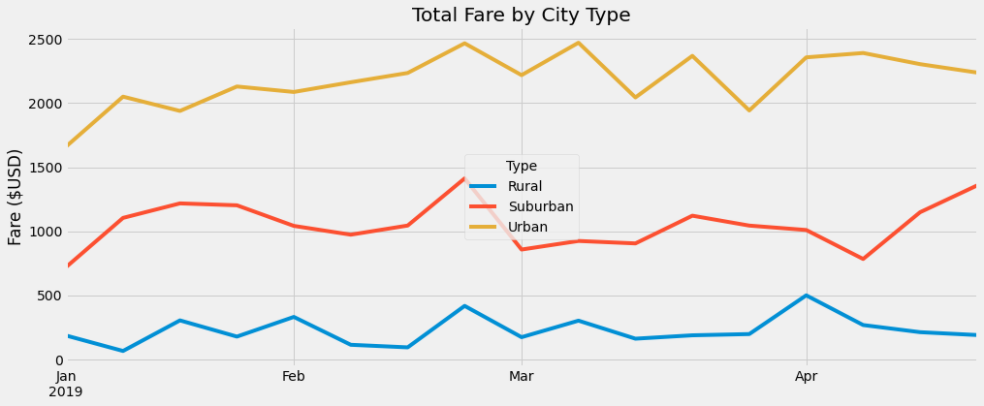 Total Fare by City Type
Fare ($USD)
2500
2000
1500
1000
500
0
Type
Rural
Suburban
Urban
Jan Feb Mar Apr
2019